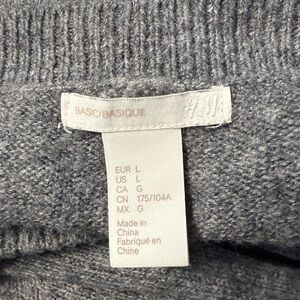 BASIC/BASIQUE H&M
EUR L
US L
CA G
CN 175/104A
MX G
Made in
China
Fabriqué en
Chine